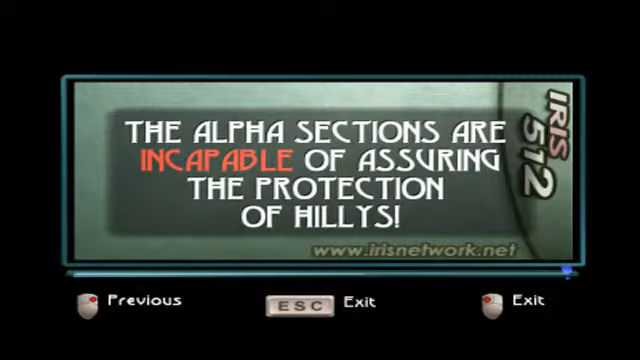 THE ALPHA SECTIONS ARE
INCAPABLE OF ASSURING
THE PROTECTION
OF HILLYS!
IRIS
512
www.irisnetwork.net
Previous
ESC
Exit
Exit